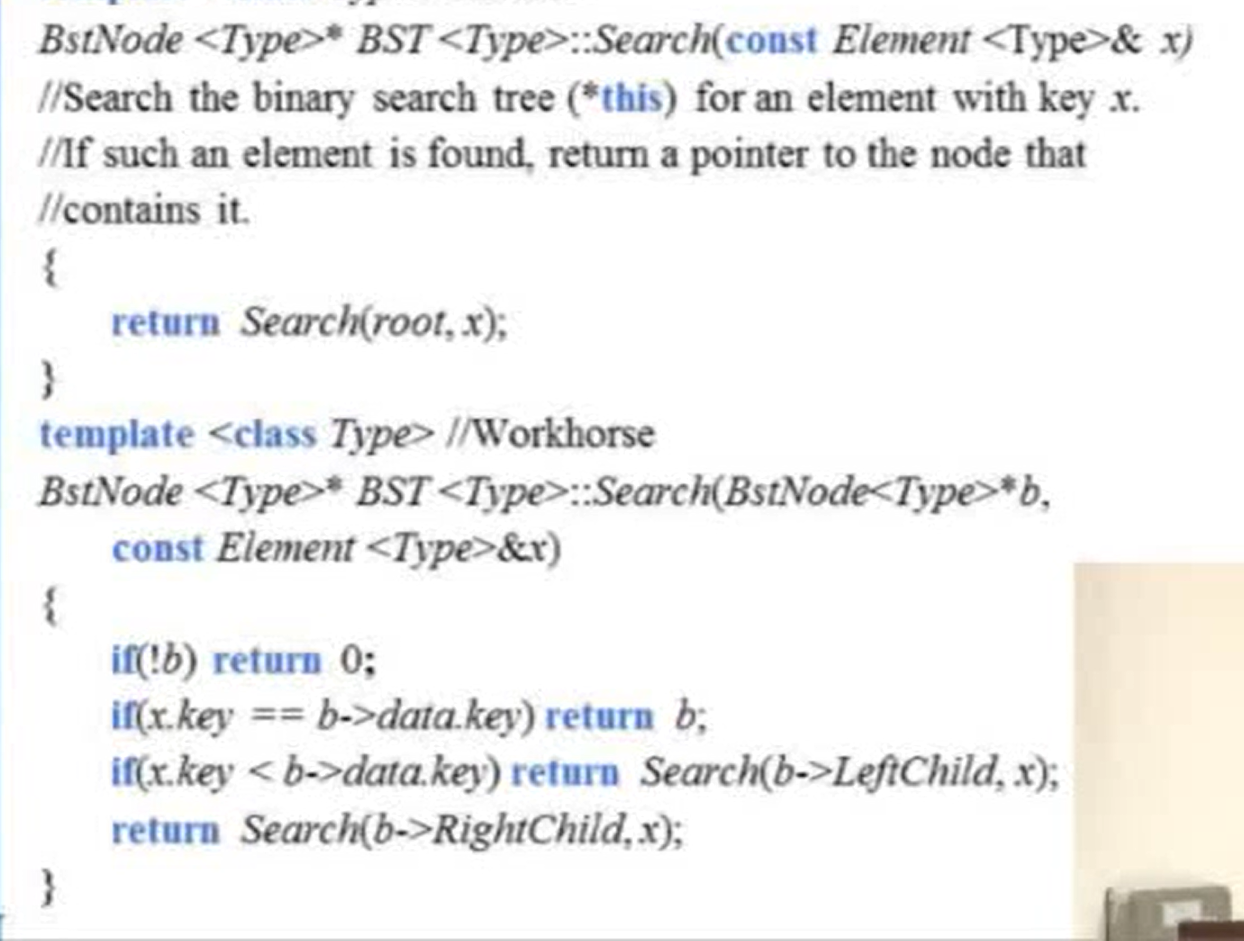 BstNode <Type>* BST <Type>::Search(const Element <Type>& x)
//Search the binary search tree (*this) for an element with key x.
//If such an element is found, return a pointer to the node that
//contains it.
{
return Search(root, x);
}
template <class Type> //Workhorse
BstNode <Type>* BST <Type>::Search(BstNode<Type>*b,
const Element <Type>&x)
{
if(!b) return 0;
if(x.key == b->data.key) return b;
if(x.key < b->data.key) return Search(b->LeftChild, x);
return Search(b->RightChild, x);
}